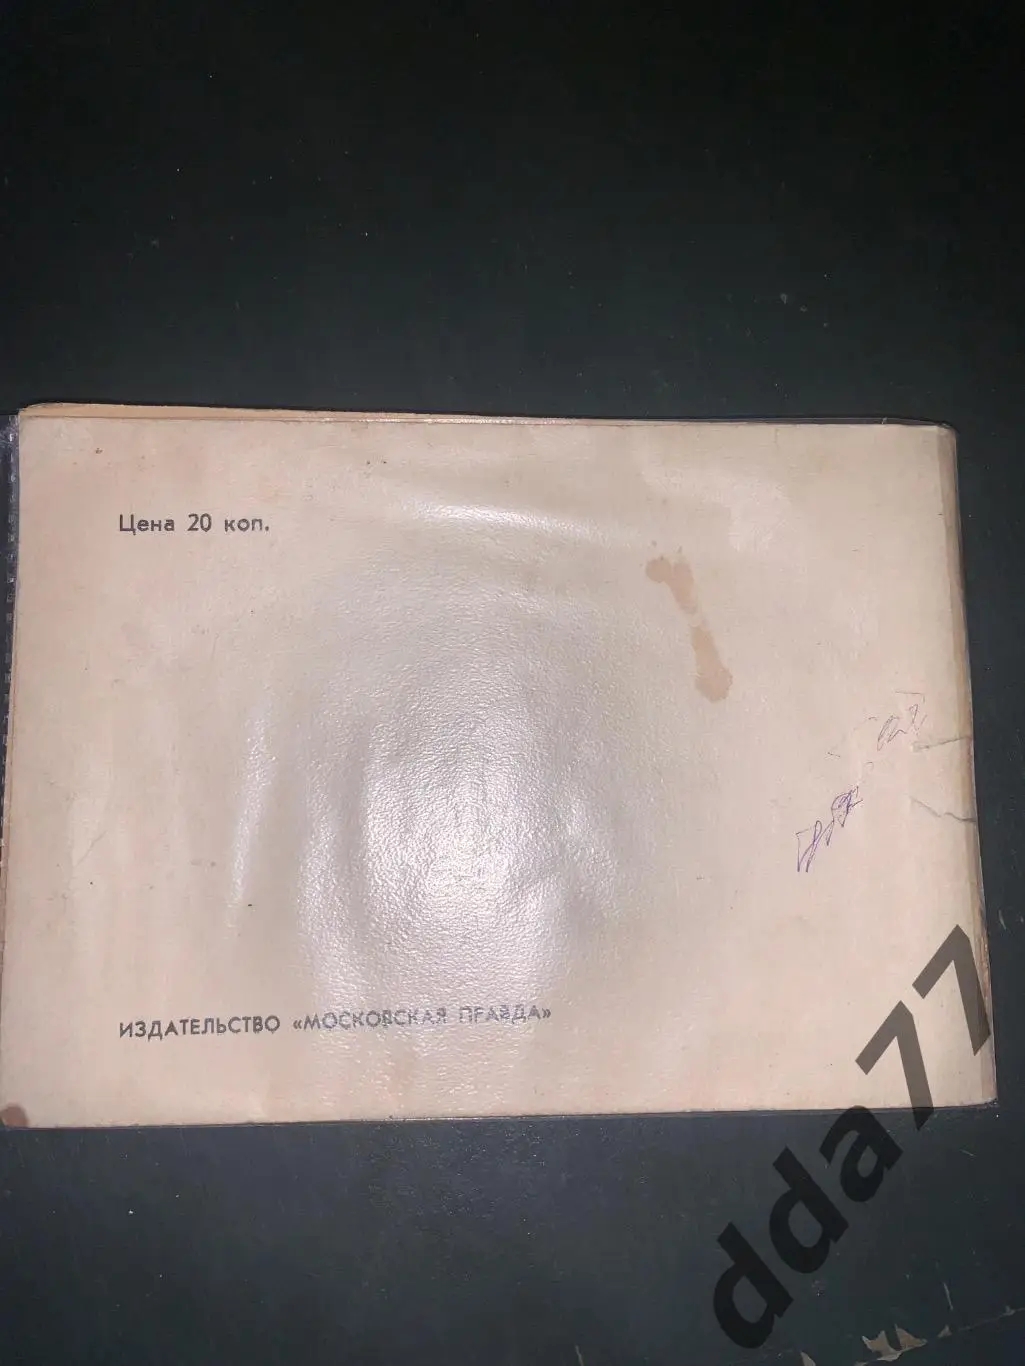 Цена 20 коп.
ИЗДАТЕЛЬСТВО «МОСКОВСКАЯ ПРАВДА»
dda77